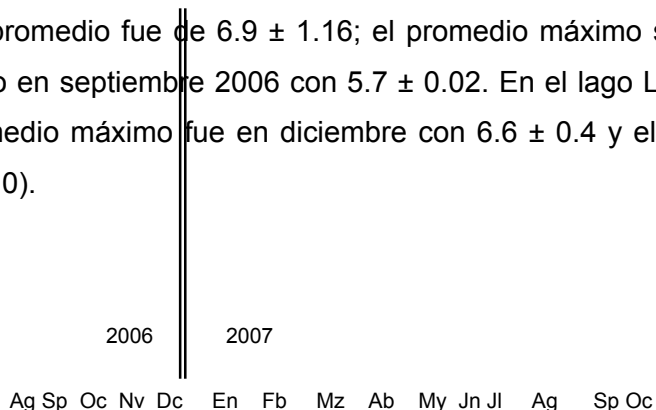 promedio fue de 6.9 ± 1.16; el promedio máximo s
o en septiembre 2006 con 5.7 ± 0.02. En el lago L
medio máximo fue en diciembre con 6.6 ± 0.4 y el
0).
2006 2007
Ag Sp Oc Nv Dc En Fb Mz Ab My Jn Jl Ag Sp Oc